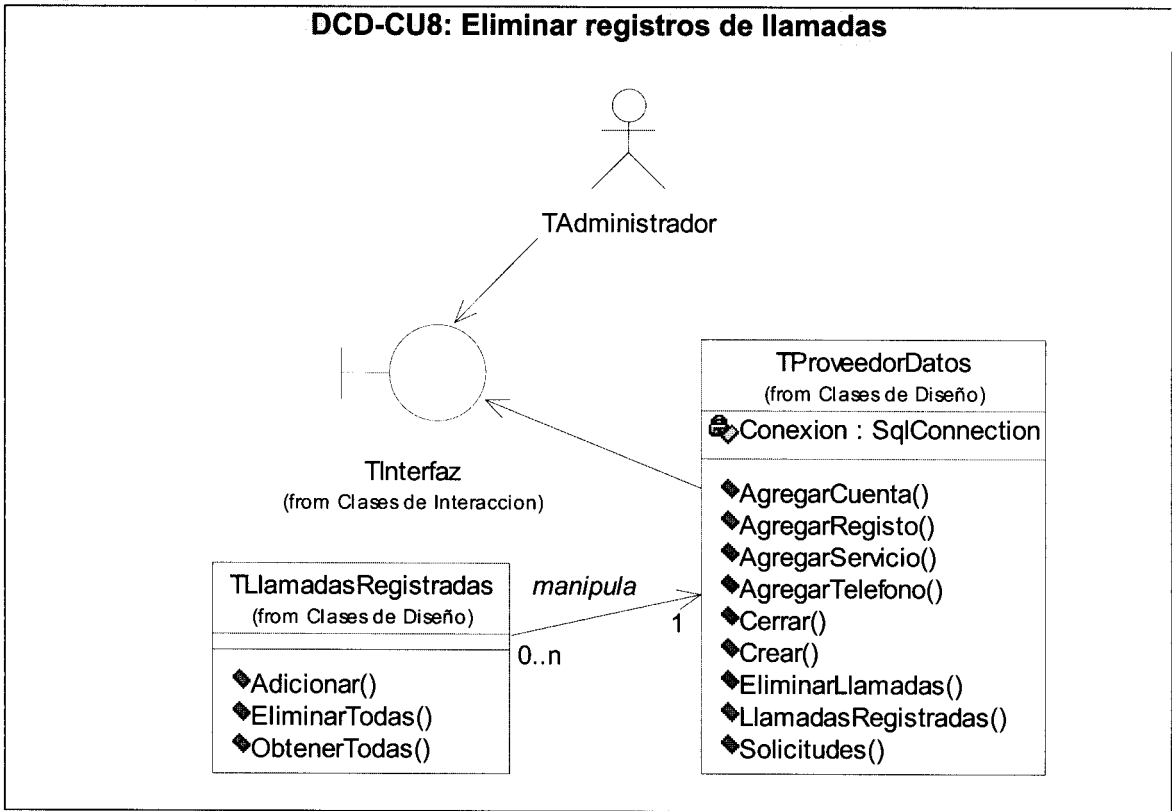 DCD-CU8: Eliminar registros de llamadas
TAdministrador
TInterfaz
(from Clases de Interaccion)
TProveedorDatos
(from Clases de Diseño)
Conexion : SqlConnection
AgregarCuenta()
AgregarRegisto()
AgregarServicio()
AgregarTelefono()
Cerrar()
Crear()
EliminarLlamadas()
LlamadasRegistradas()
Solicitudes()
TLlamadasRegistradas
(from Clases de Diseño)
Adicionar()
EliminarTodas()
ObtenerTodas()
manipula
1
0..n